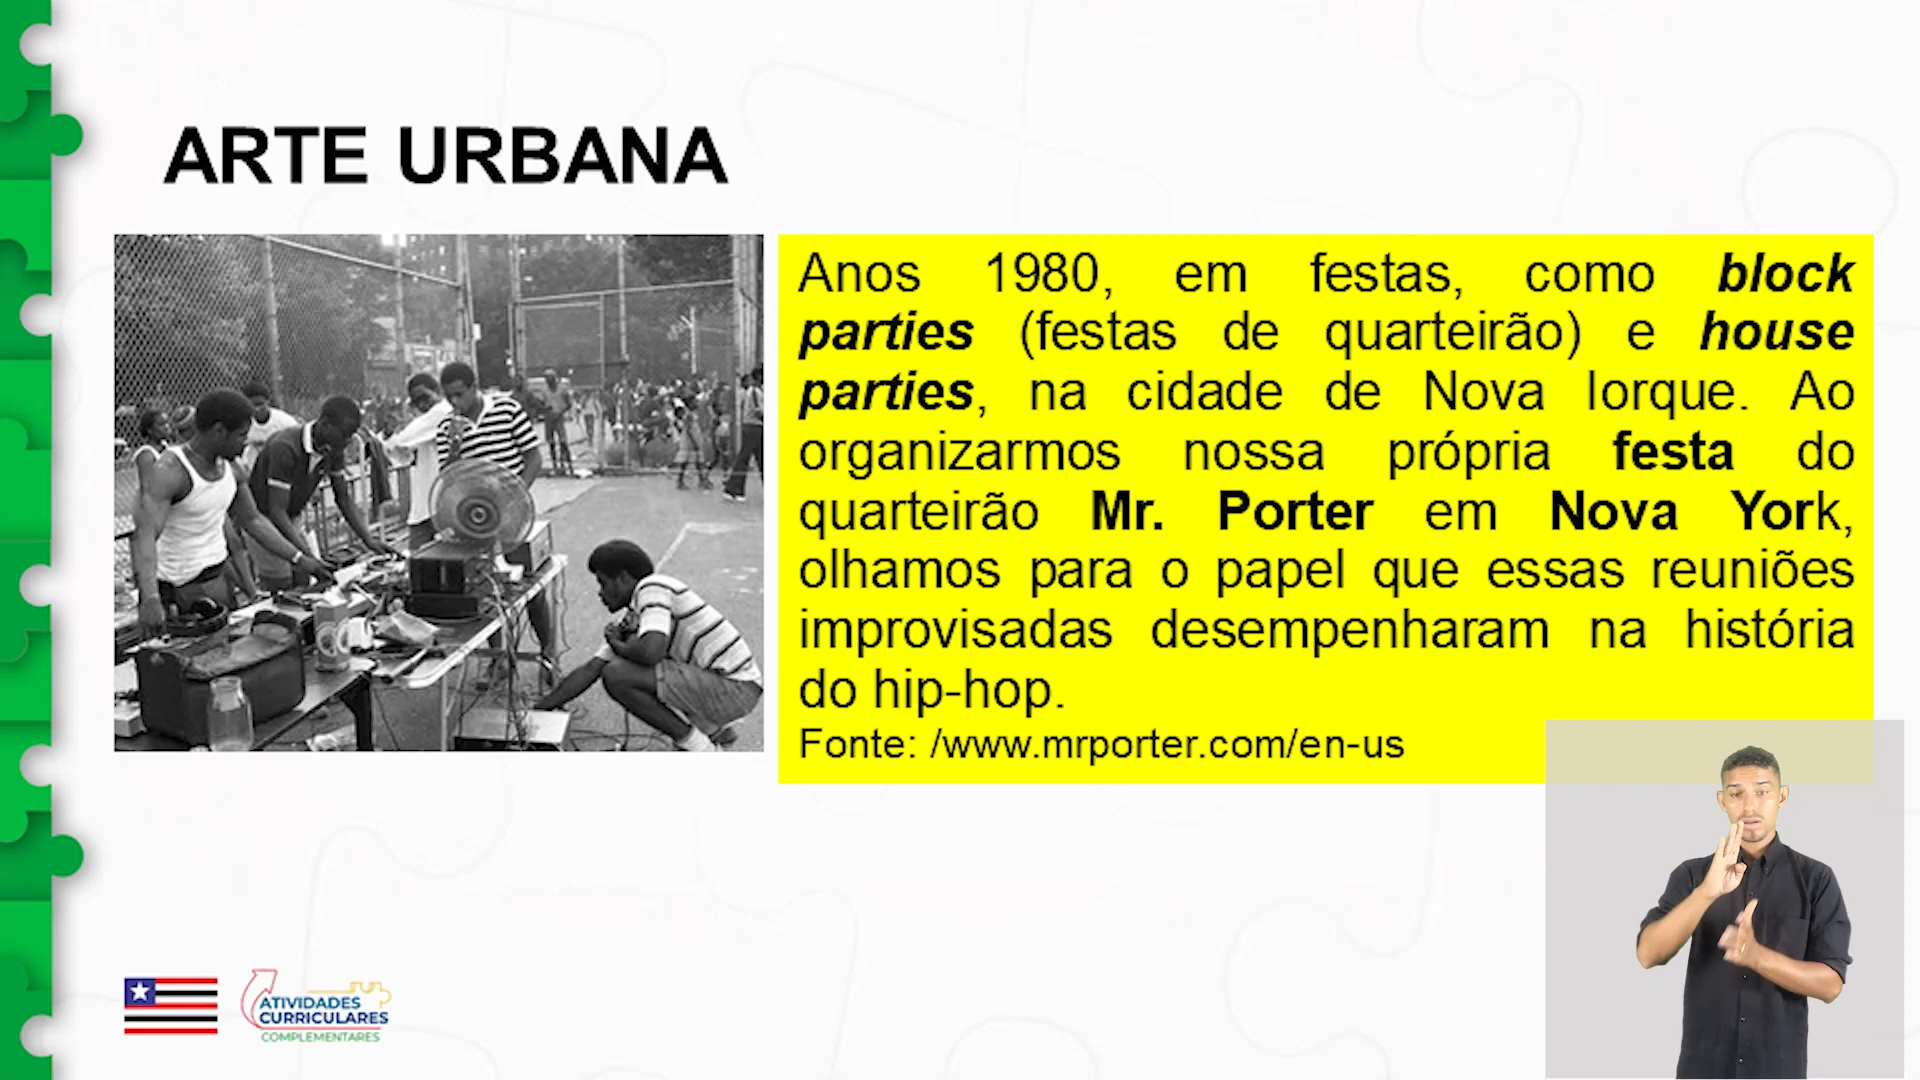 ARTE URBANA
Anos 1980, em festas, como block
parties (festas de quarteirão) e house
parties, na cidade de Nova Iorque. Ao
organizarmos nossa própria festa do
quarteirão Mr. Porter em Nova York,
olhamos para o papel que essas reuniões
improvisadas desempenharam na história
do hip-hop.
Fonte: /www.mrporter.com/en-us
ATIVIDADES
CURRICULARES
COMPLEMENTARES